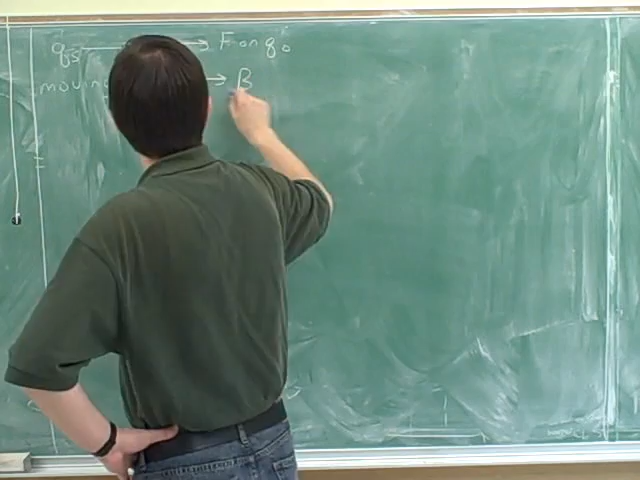 qs → F on q₀
moving → B